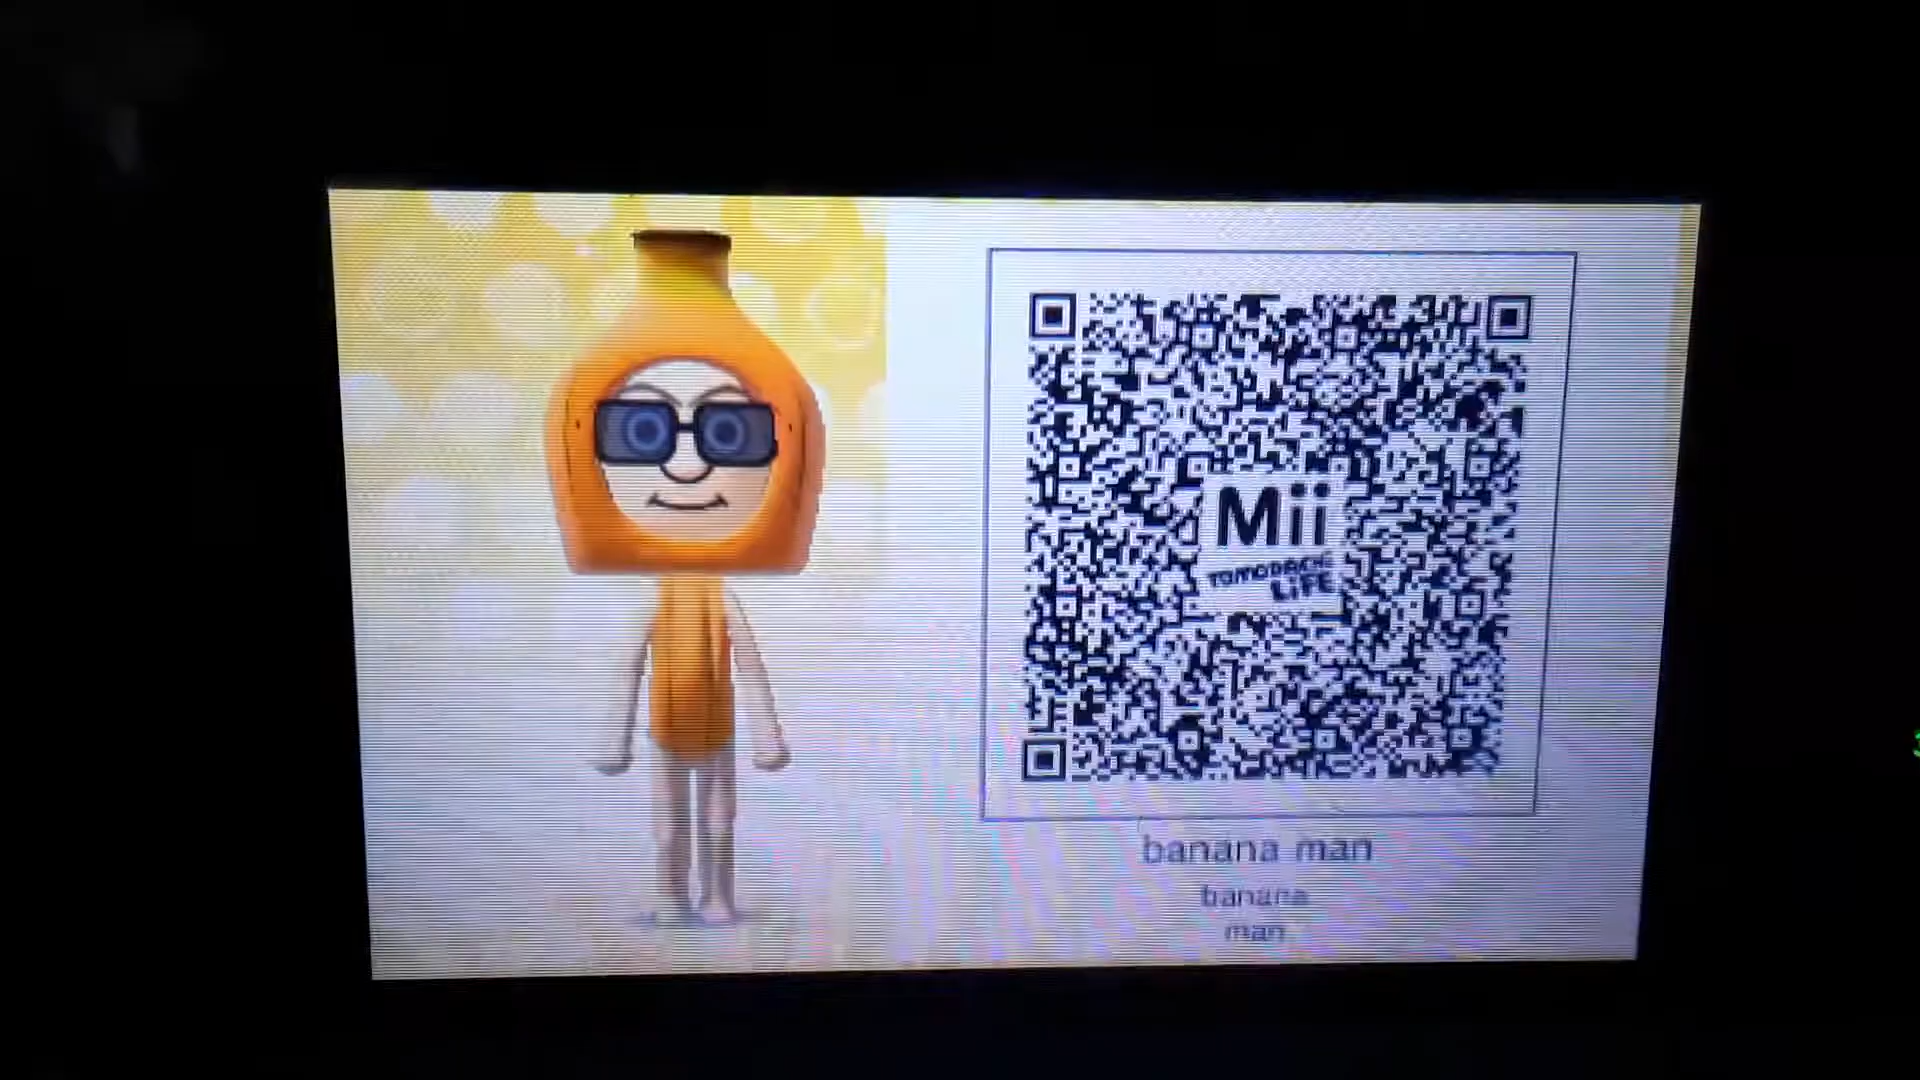 Mii
TOMODACHI
LiFE
banana man
banana
man